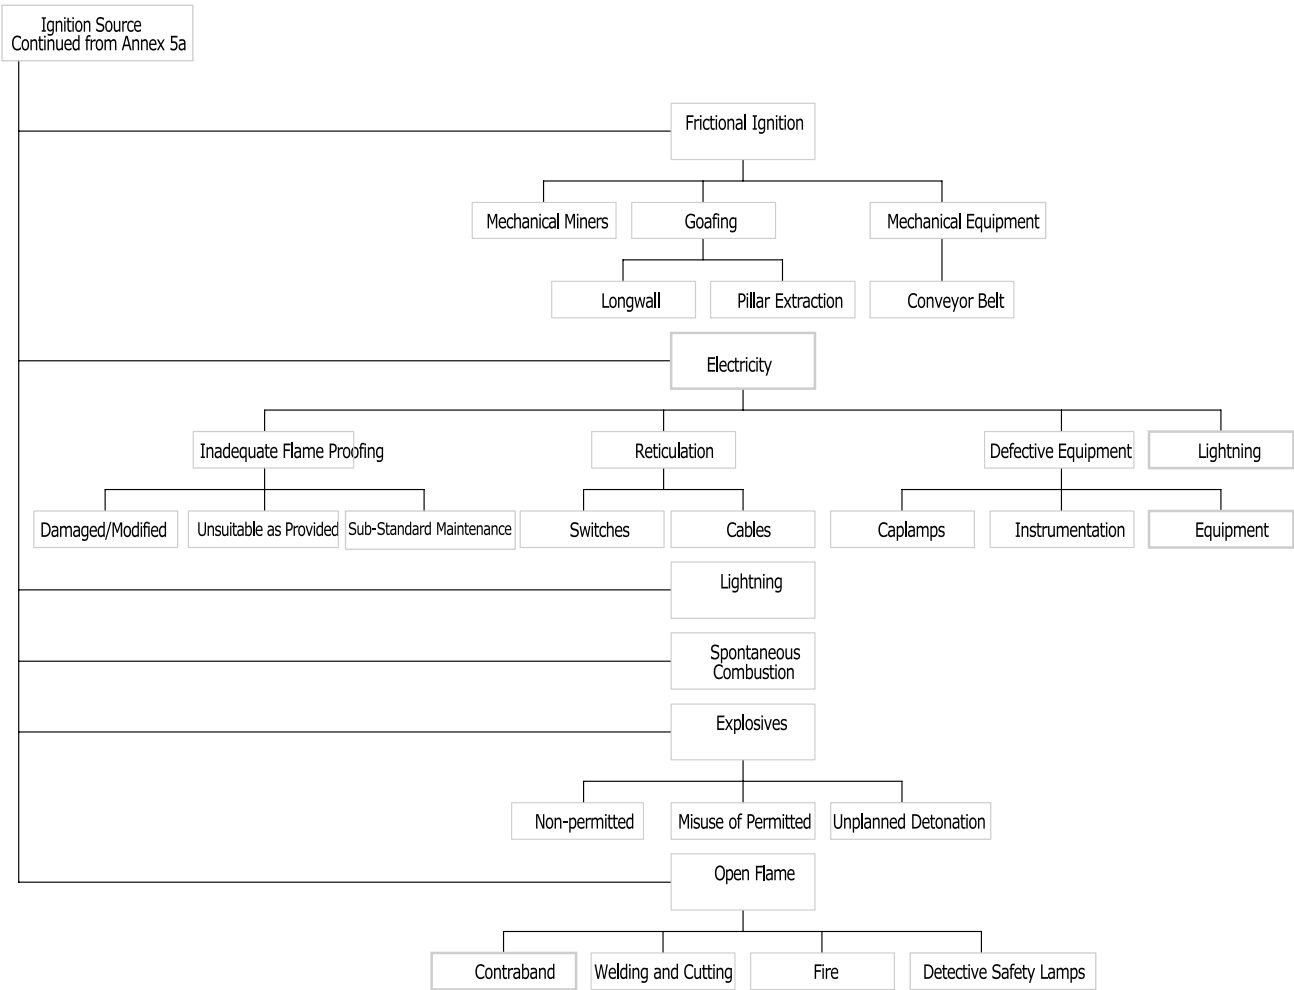 Ignition Source
Continued from Annex 5a
Frictional Ignition
Mechanical Miners
Goafing
Mechanical Equipment
Longwall
Pillar Extraction
Conveyor Belt
Electricity
Inadequate Flame Proofing
Reticulation
Defective Equipment
Lightning
Damaged/Modified
Unsuitable as Provided
Sub-Standard Maintenance
Switches
Cables
Caplamps
Instrumentation
Equipment
Lightning
Spontaneous
Combustion
Explosives
Non-permitted
Misuse of Permitted
Unplanned Detonation
Open Flame
Contraband
Welding and Cutting
Fire
Detective Safety Lamps